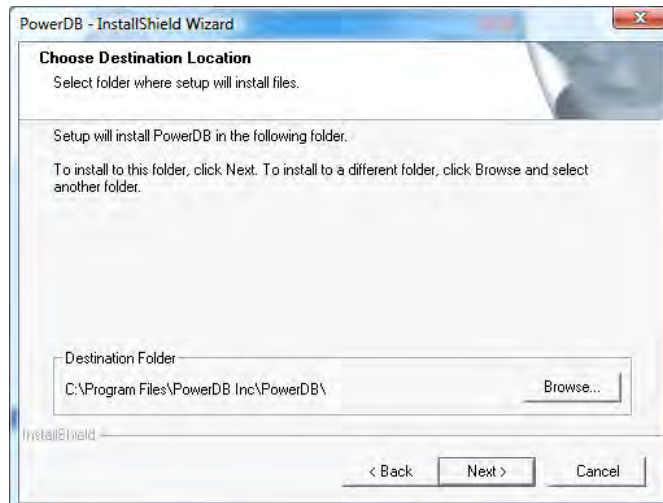 PowerDB - InstallShield Wizard
Choose Destination Location
Select folder where setup will install files.
Setup will install PowerDB in the following folder.
To install to this folder, click Next. To install to a different folder, click Browse and select
another folder.
Destination Folder
C:\Program Files\PowerDB Inc\PowerDB\
Browse...
InstallShield
< Back
Next >
Cancel